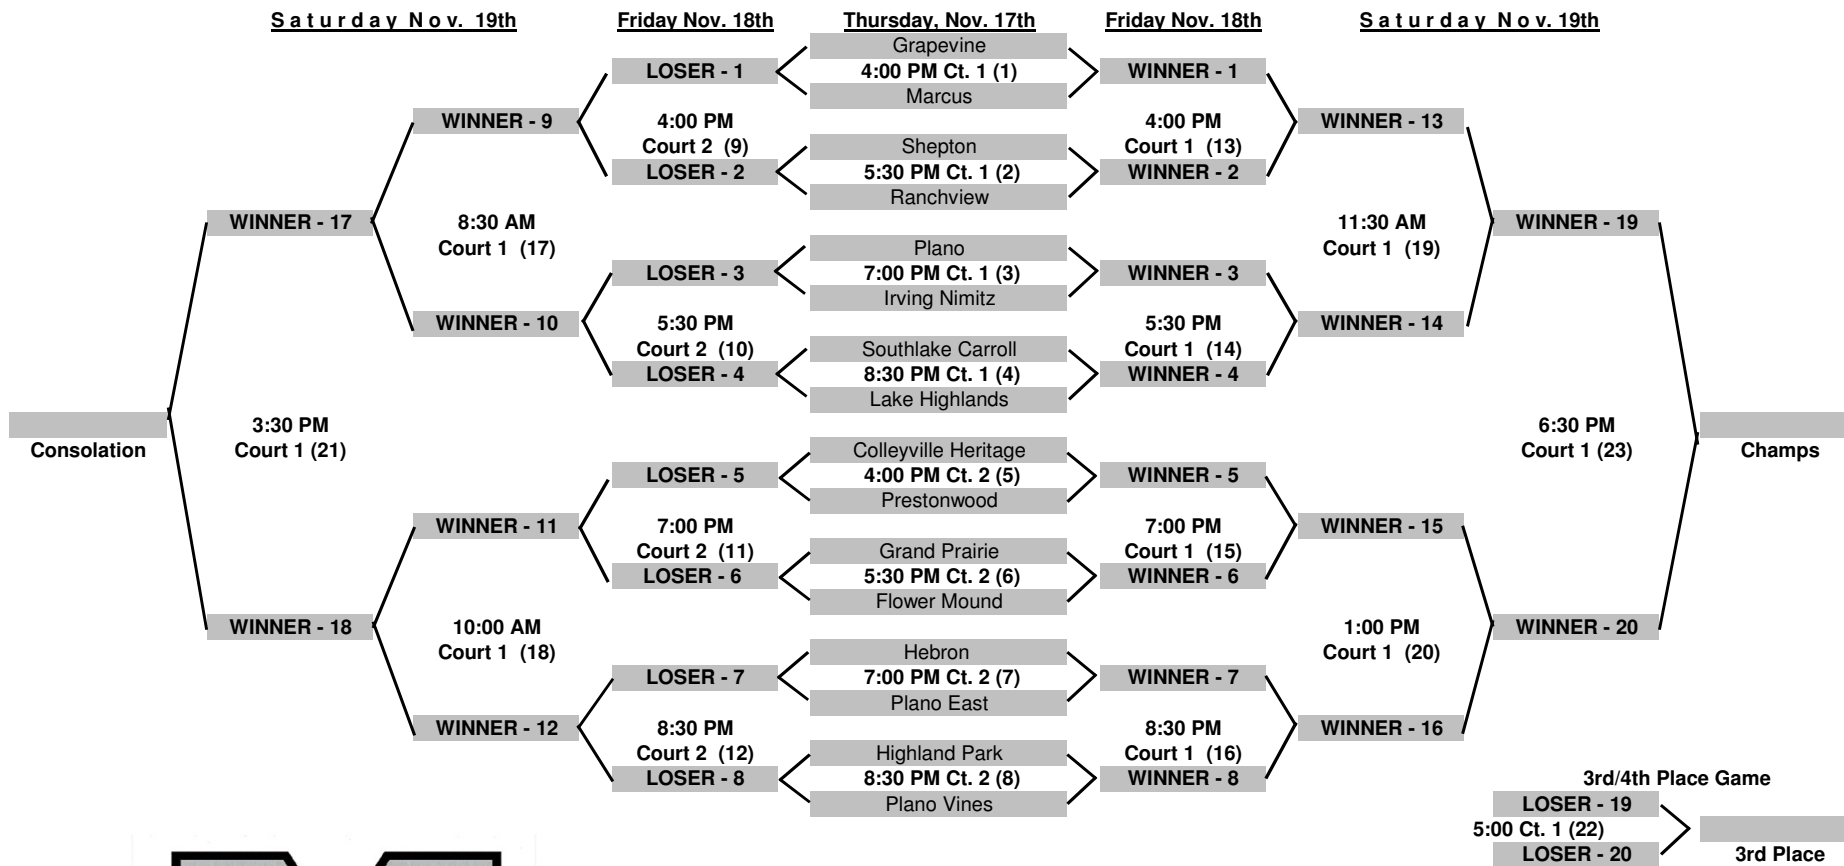 Saturday Nov. 19th Friday Nov. 18th Thursday, Nov. 17th Friday Nov. 18th Saturday Nov. 19th
Grapevine
LOSER - 1 4:00 PM Ct. 1 (1) WINNER - 1
Marcus
WINNER - 9 4:00 PM 4:00 PM WINNER - 13
Court 2 (9) Shepton Court 1 (13)
LOSER - 2 5:30 PM Ct. 1 (2) WINNER - 2
Ranchview
WINNER - 17 8:30 AM 11:30 AM WINNER - 19
Court 1 (17) Plano Court 1 (19)
LOSER - 3 7:00 PM Ct. 1 (3) WINNER - 3
Irving Nimitz
WINNER - 10 5:30 PM 5:30 PM WINNER - 14
Court 2 (10) Southlake Carroll Court 1 (14)
LOSER - 4 8:30 PM Ct. 1 (4) WINNER - 4
Lake Highlands
3:30 PM 6:30 PM
Consolation Court 1 (21) Colleyville Heritage Court 1 (23) Champs
LOSER - 5 4:00 PM Ct. 2 (5) WINNER - 5
Prestonwood
WINNER - 11 7:00 PM 7:00 PM WINNER - 15
Court 2 (11) Grand Prairie Court 1 (15)
LOSER - 6 5:30 PM Ct. 2 (6) WINNER - 6
Flower Mound
WINNER - 18 10:00 AM 1:00 PM WINNER - 20
Court 1 (18) Hebron Court 1 (20)
LOSER - 7 7:00 PM Ct. 2 (7) WINNER - 7
Plano East
WINNER - 12 8:30 PM 8:30 PM WINNER - 16
Court 2 (12) Highland Park Court 1 (16)
LOSER - 8 8:30 PM Ct. 2 (8) WINNER - 8 3rd/4th Place Game
Plano Vines LOSER - 19
5:00 Ct. 1 (22)
LOSER - 20 3rd Place